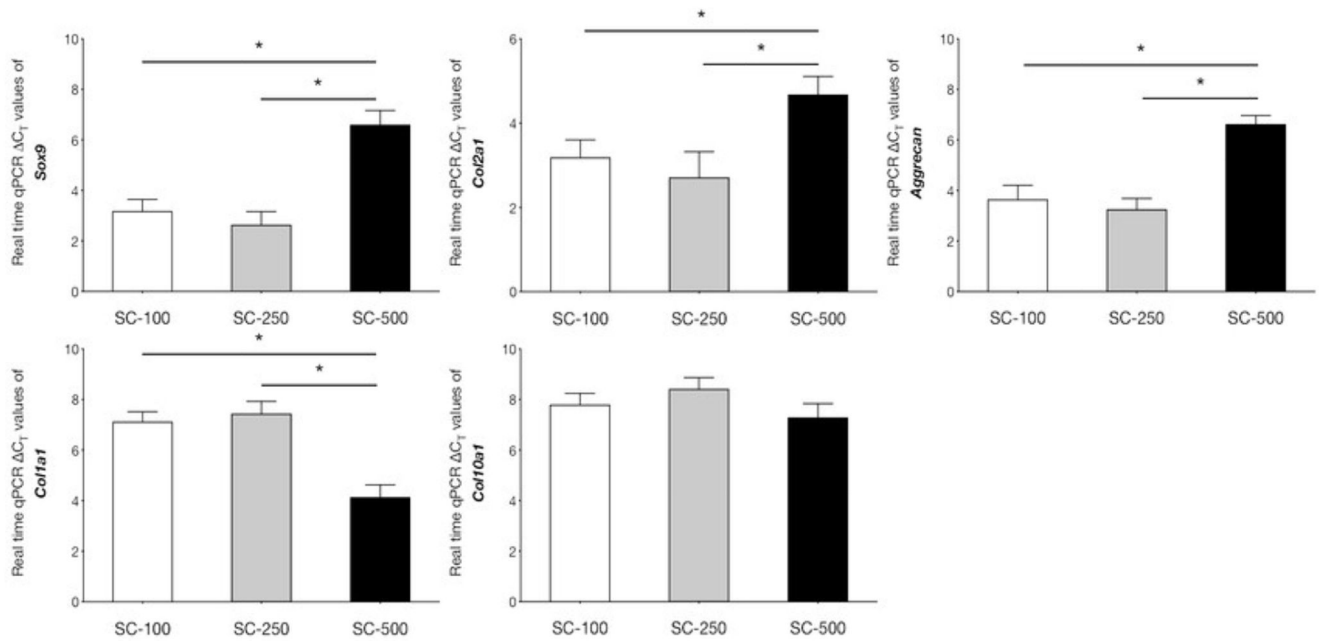 Real time qPCR ΔCT values of
Sox9
10
8
6
4
2
0
*
*
SC-100 SC-250 SC-500
Real time qPCR ΔCT values of
Col2a1
6
4
2
0
*
*
SC-100 SC-250 SC-500
Real time qPCR ΔCT values of
Aggrecan
10
8
6
4
2
0
*
*
SC-100 SC-250 SC-500
Real time qPCR ΔCT values of
Col1a1
10
8
6
4
2
0
*
*
SC-100 SC-250 SC-500
Real time qPCR ΔCT values of
Col10a1
10
8
6
4
2
0
SC-100 SC-250 SC-500